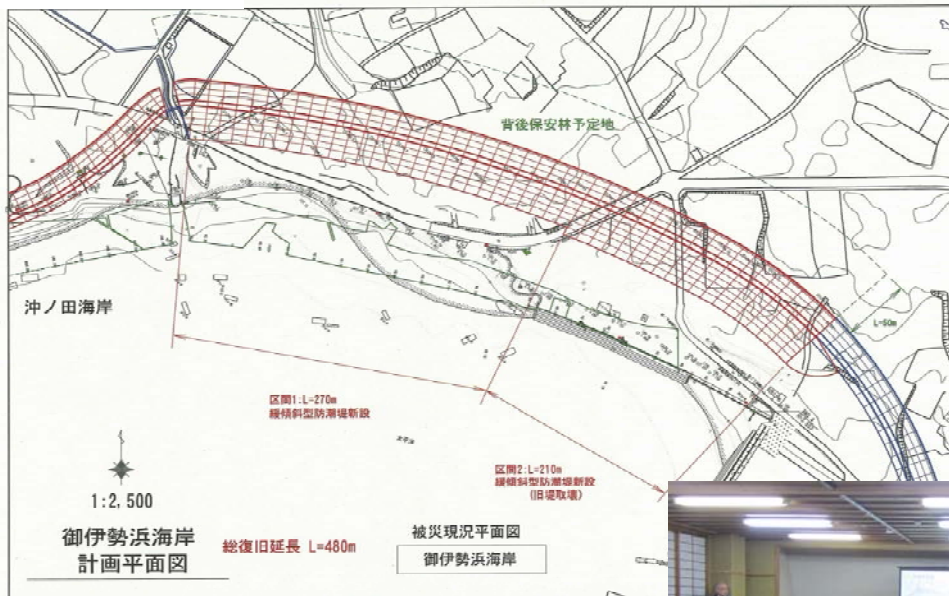 背後保安林予定地
沖ノ田海岸
L=50m
区間1:L=270m
緩傾斜型防潮堤新設
太平洋
区間2:L=210m
緩傾斜型防潮堤新設
(旧堤取壊)
1:2,500
御伊勢浜海岸
計画平面図
総復旧延長 L=480m
被災現況平面図
御伊勢浜海岸